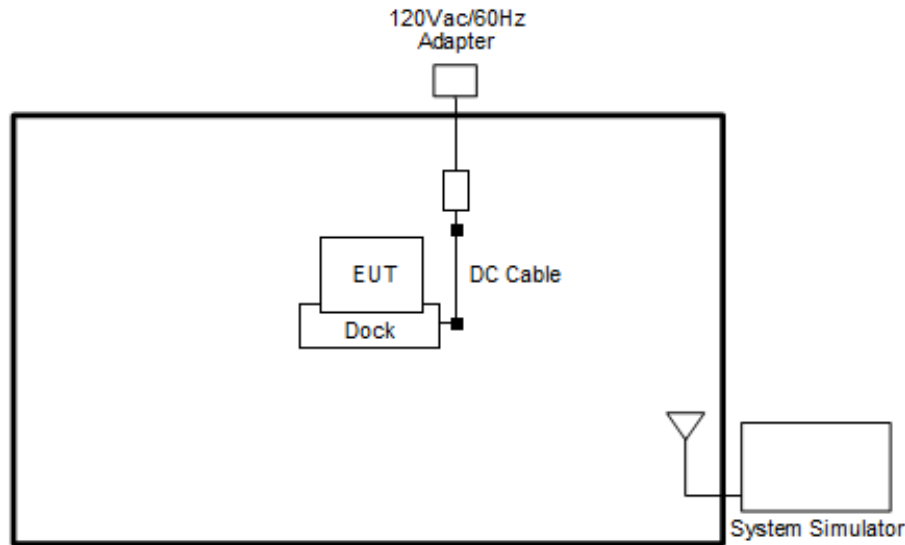 120Vac/60Hz
Adapter
EUT
DC Cable
Dock
System Simulator